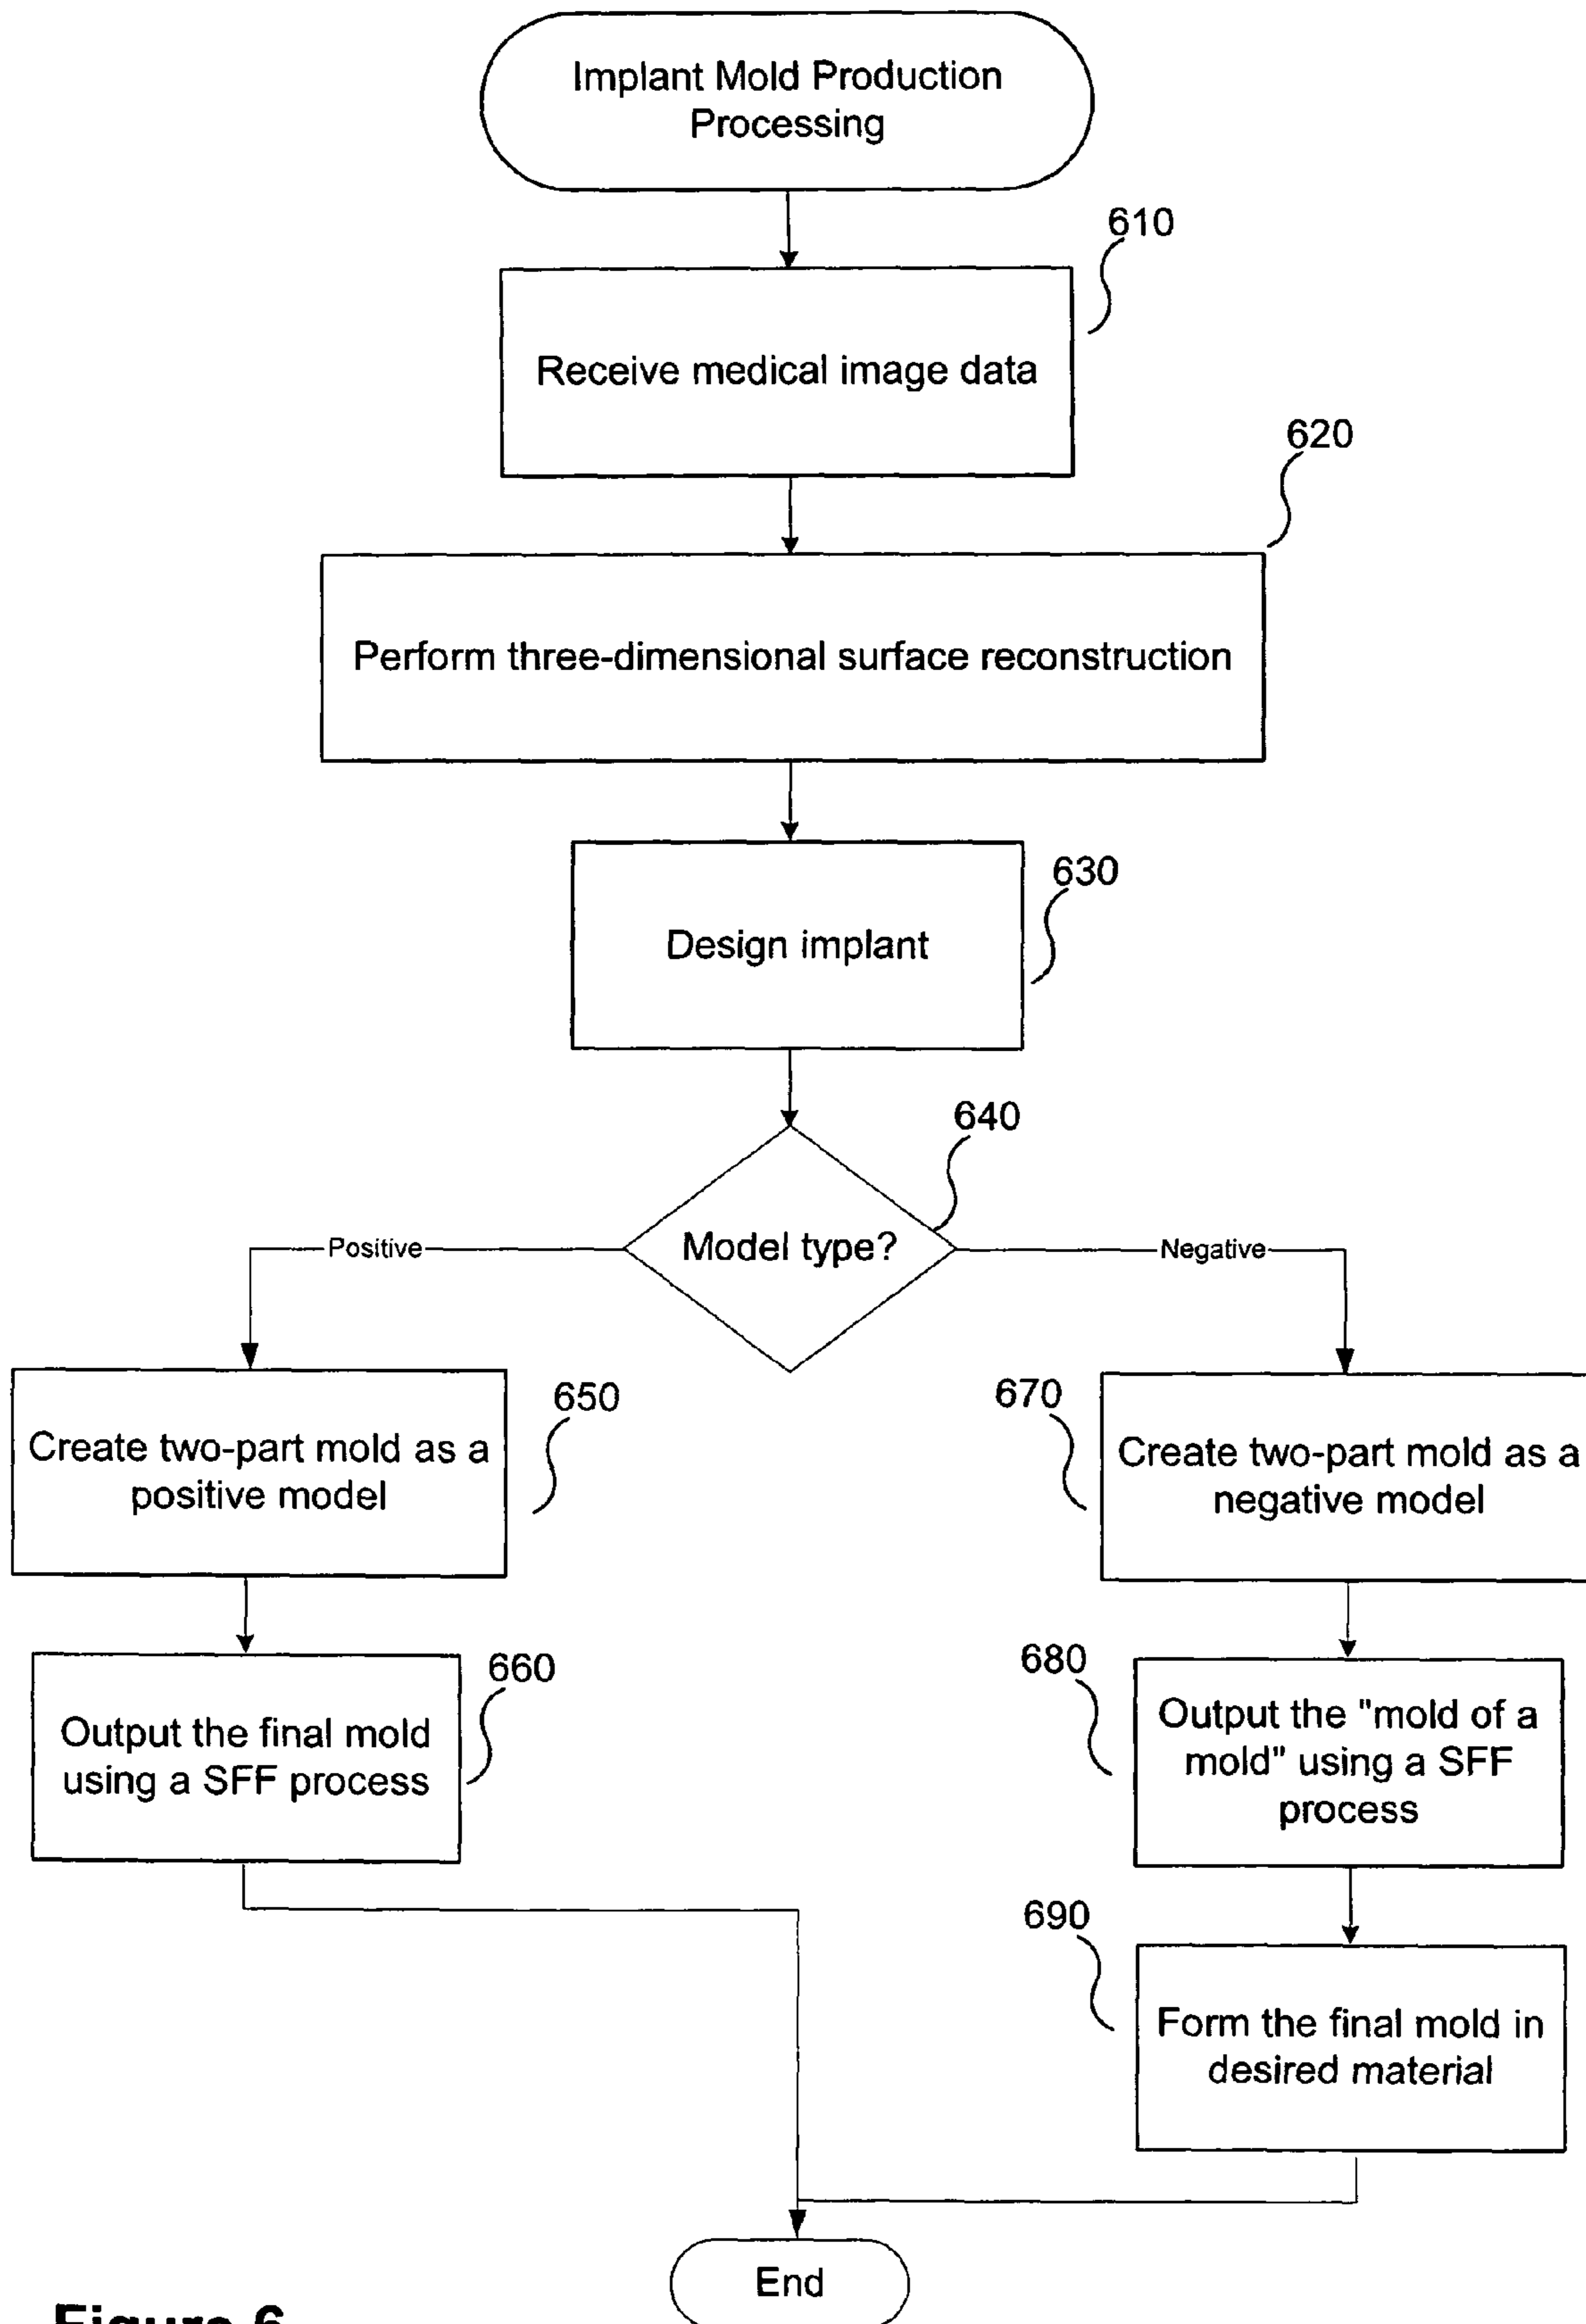 Implant Mold Production
Processing
610
Receive medical image data
620
Perform three-dimensional surface reconstruction
630
Design implant
640
Model type?
Positive
Negative
650
Create two-part mold as a
positive model
670
Create two-part mold as a
negative model
660
Output the final mold
using a SFF process
680
Output the "mold of a
mold" using a SFF
process
690
Form the final mold in
desired material
End
Figure 6